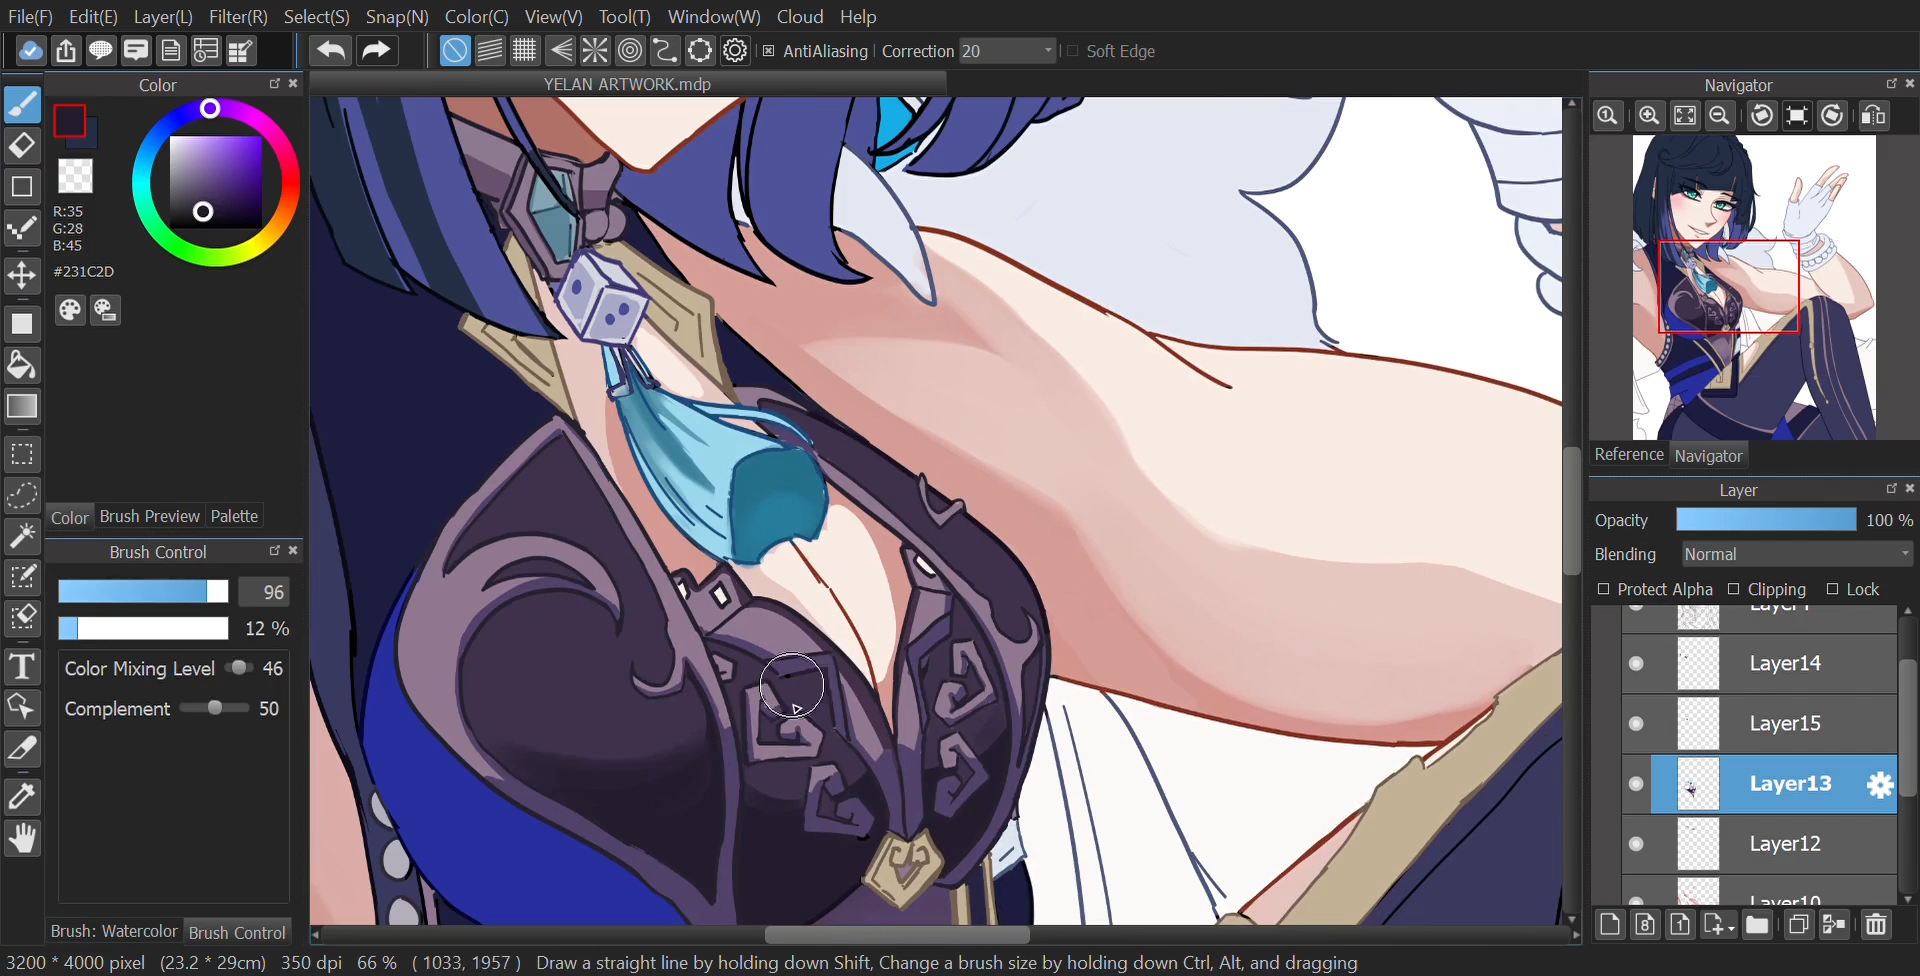 File(F) Edit(E) Layer(L) Filter(R) Select(S) Snap(N) Color(C) View(V) Tool(T) Window(W) Cloud Help
AntiAliasing Correction 20 Soft Edge
Color
YELAN ARTWORK.mdp
Navigator
R:35
G:28
B:45
#231C2D
Reference Navigator
Layer
Color Brush Preview Palette
Opacity 100 %
Brush Control
Blending Normal
96
Protect Alpha Clipping Lock
12 %
Color Mixing Level 46
Layer14
Complement 50
Layer15
Layer13
Layer12
Layer10
Brush: Watercolor Brush Control
8 1
3200 * 4000 pixel (23.2 * 29cm) 350 dpi 66 % ( 1033, 1957 ) Draw a straight line by holding down Shift, Change a brush size by holding down Ctrl, Alt, and dragging